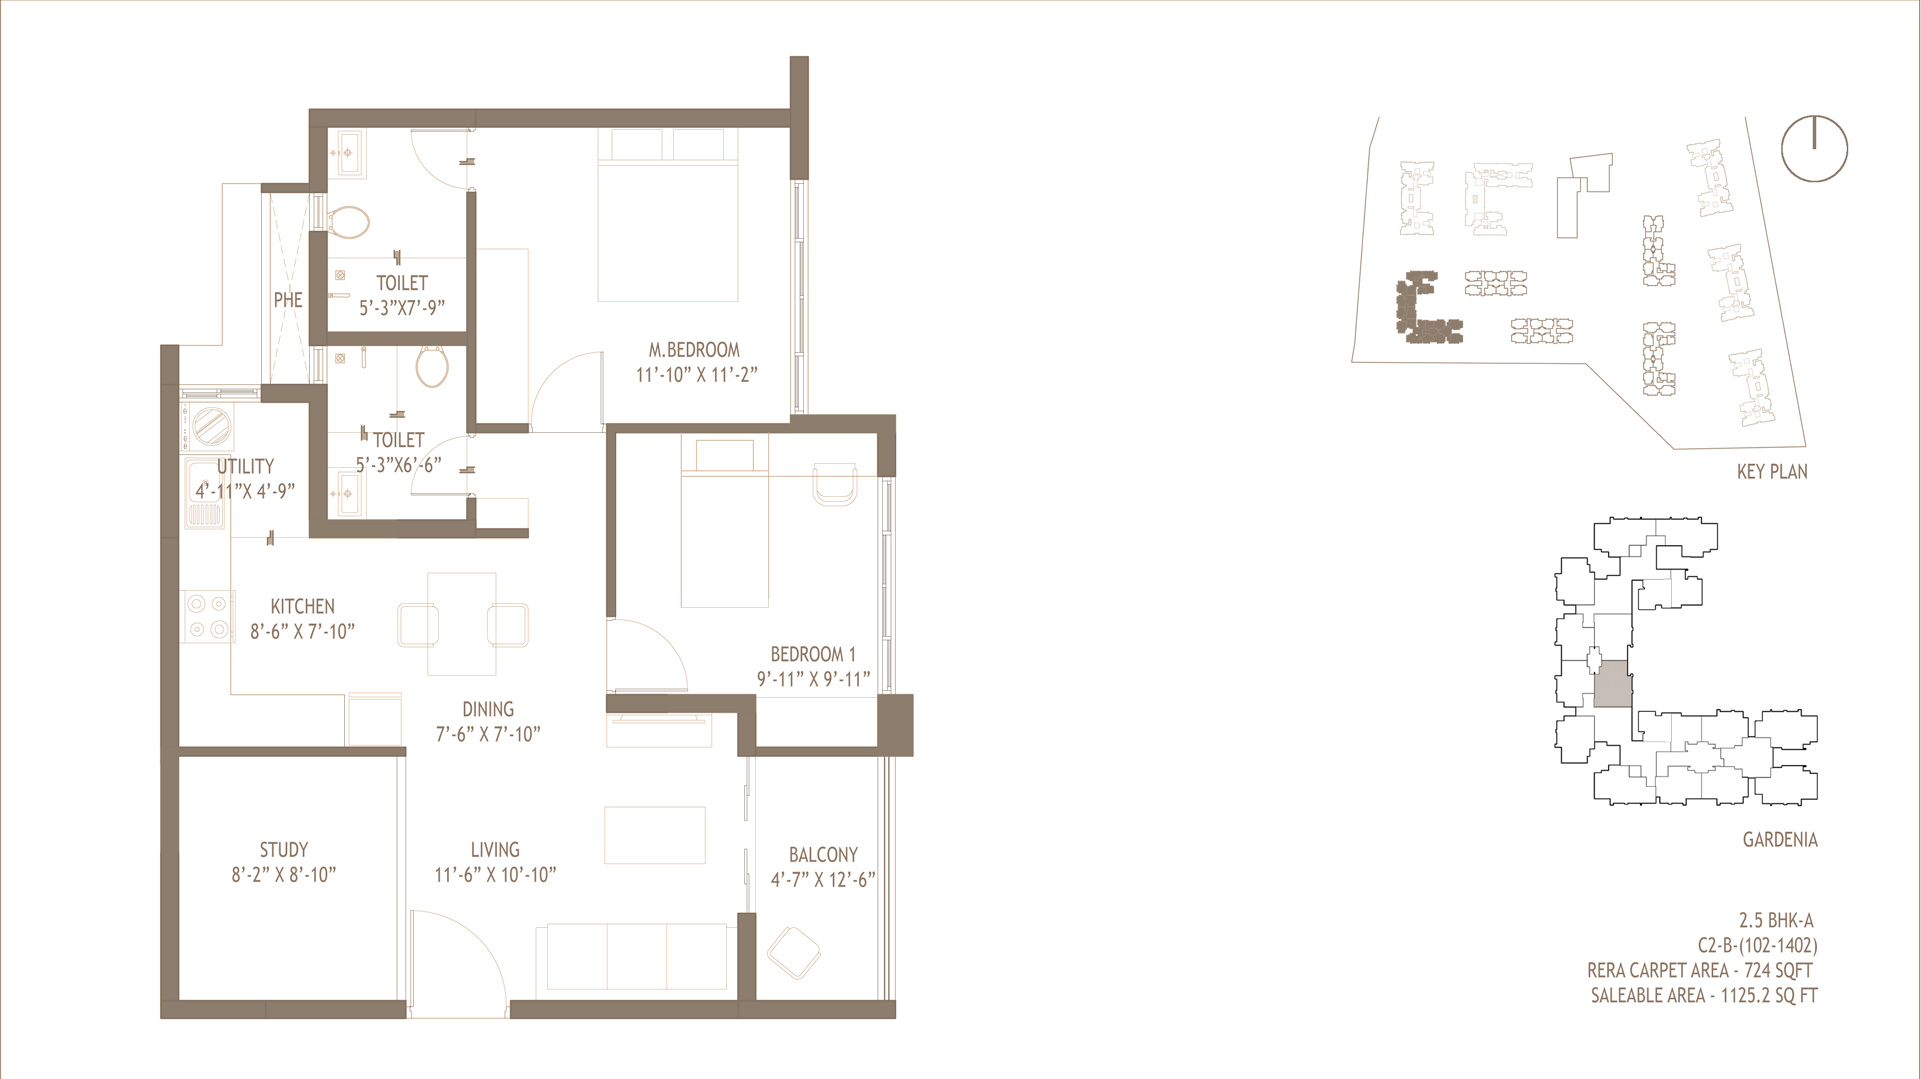 TOILET
5’-3”X7’-9”
PHE
M.BEDROOM
11’-10” X 11’-2”
TOILET
5’-3”X6’-6”
UTILITY
4’-11”X 4’-9”
KITCHEN
8’-6” X 7’-10”
BEDROOM 1
9’-11” X 9’-11”
DINING
7’-6” X 7’-10”
STUDY
8’-2” X 8’-10”
LIVING
11’-6” X 10’-10”
BALCONY
4’-7” X 12’-6”
KEY PLAN
GARDENIA
2.5 BHK-A
C2-B-(102-1402)
RERA CARPET AREA - 724 SQFT
SALEABLE AREA - 1125.2 SQ FT